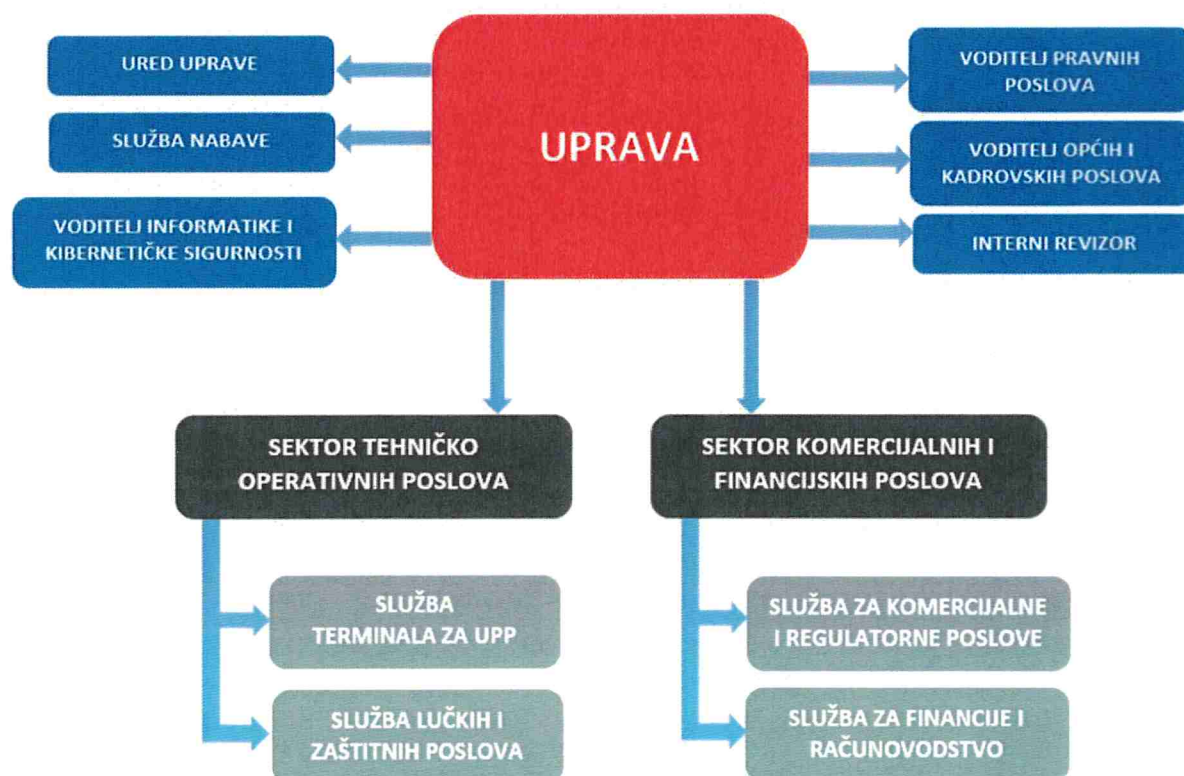 URED UPRAVE
SLUŽBA NABAVE
VODITELJ INFORMATIKE I
KIBERNETIČKE SIGURNOSTI
UPRAVA
VODITELJ PRAVNIH
POSLOVA
VODITELJ OPĆIH I
KADROVSKIH POSLOVA
INTERNI REVIZOR
SEKTOR TEHNIČKO
OPERATIVNIH POSLOVA
SLUŽBA
TERMINALA ZA UPP
SLUŽBA LUČKIH I
ZAŠTITNIH POSLOVA
SEKTOR KOMERCIJALNIH I
FINANCIJSKIH POSLOVA
SLUŽBA ZA KOMERCIJALNE
I REGULATORNE POSLOVE
SLUŽBA ZA FINANCIJE I
RAČUNOVODSTVO